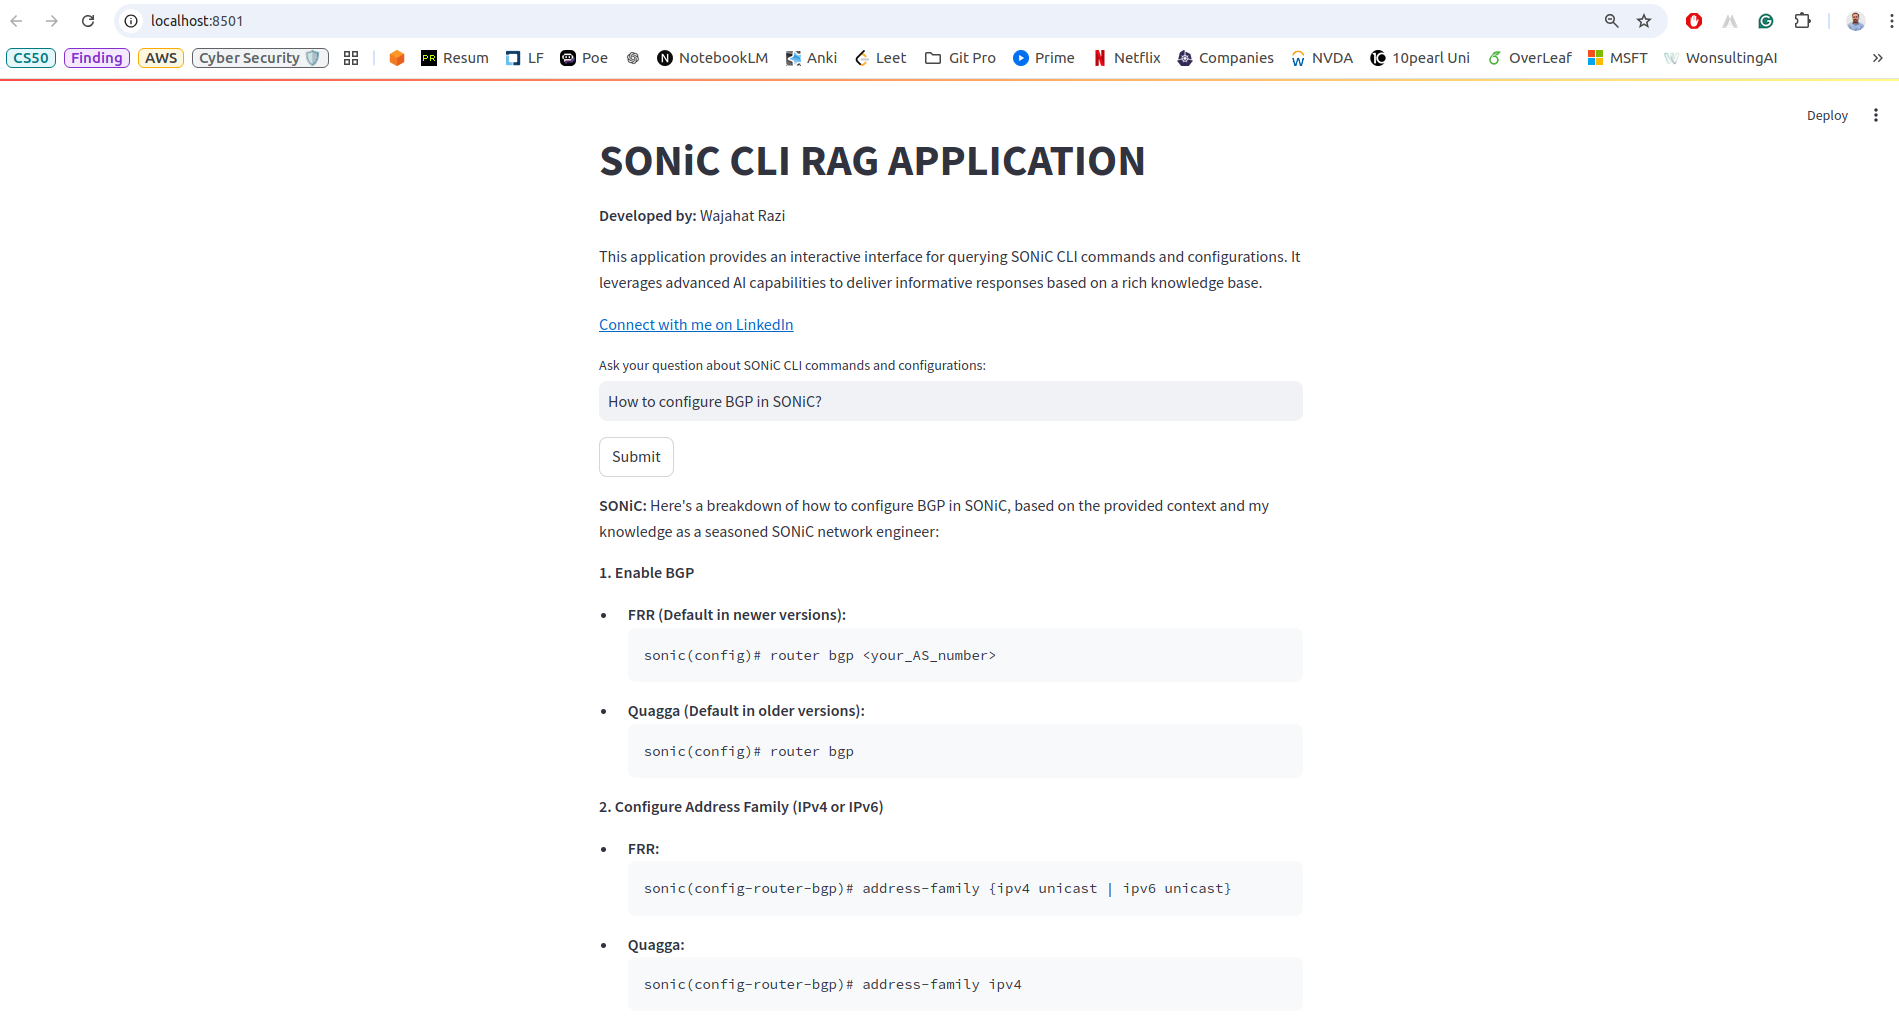 localhost:8501
CS50 Finding AWS Cyber Security Resum LF Poe NotebookLM Anki Leet Git Pro Prime Netflix Companies NVDA 10pearl Uni OverLeaf MSFT WonsultingAI »
Deploy
SONiC CLI RAG APPLICATION
Developed by: Wajahat Razi
This application provides an interactive interface for querying SONiC CLI commands and configurations. It
leverages advanced AI capabilities to deliver informative responses based on a rich knowledge base.
Connect with me on LinkedIn
Ask your question about SONiC CLI commands and configurations:
How to configure BGP in SONiC?
Submit
SONiC: Here's a breakdown of how to configure BGP in SONiC, based on the provided context and my
knowledge as a seasoned SONiC network engineer:
1. Enable BGP
• FRR (Default in newer versions):
sonic(config)# router bgp <your_AS_number>
• Quagga (Default in older versions):
sonic(config)# router bgp
2. Configure Address Family (IPv4 or IPv6)
• FRR:
sonic(config-router-bgp)# address-family {ipv4 unicast | ipv6 unicast}
• Quagga:
sonic(config-router-bgp)# address-family ipv4